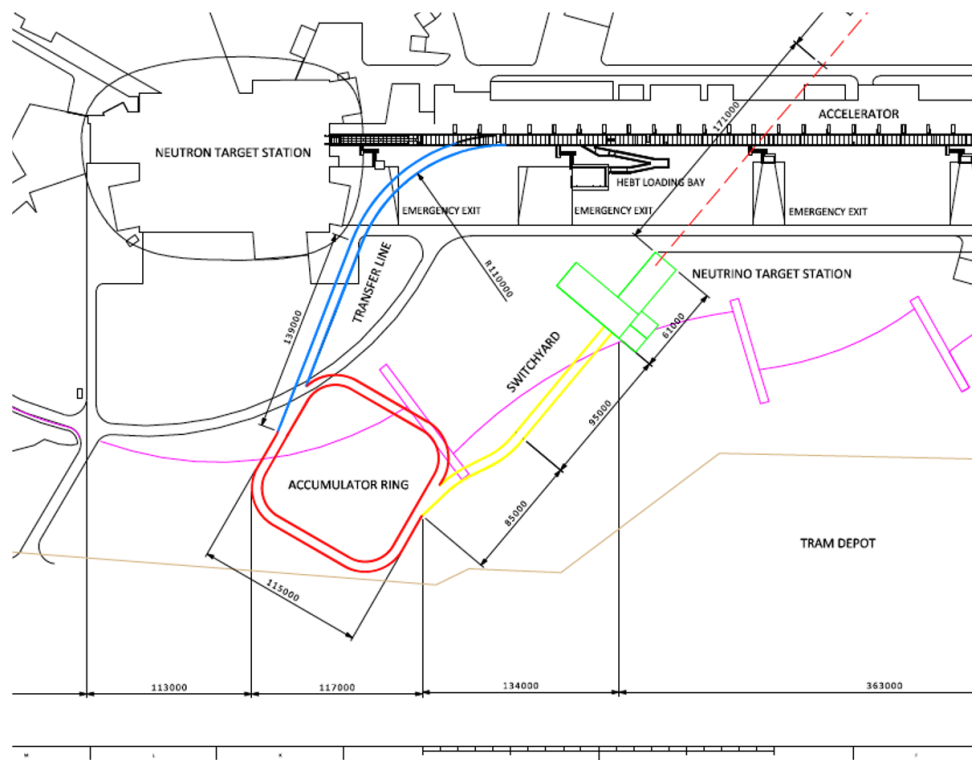 171000
ACCELERATOR
NEUTRON TARGET STATION
HEBT LOADING BAY
EMERGENCY EXIT
EMERGENCY EXIT
EMERGENCY EXIT
TRANSFER LINE
R110000
NEUTRINO TARGET STATION
139000
61000
SWITCHYARD
95000
ACCUMULATOR RING
85000
TRAM DEPOT
115000
113000
117000
134000
363000
M
L
K
F